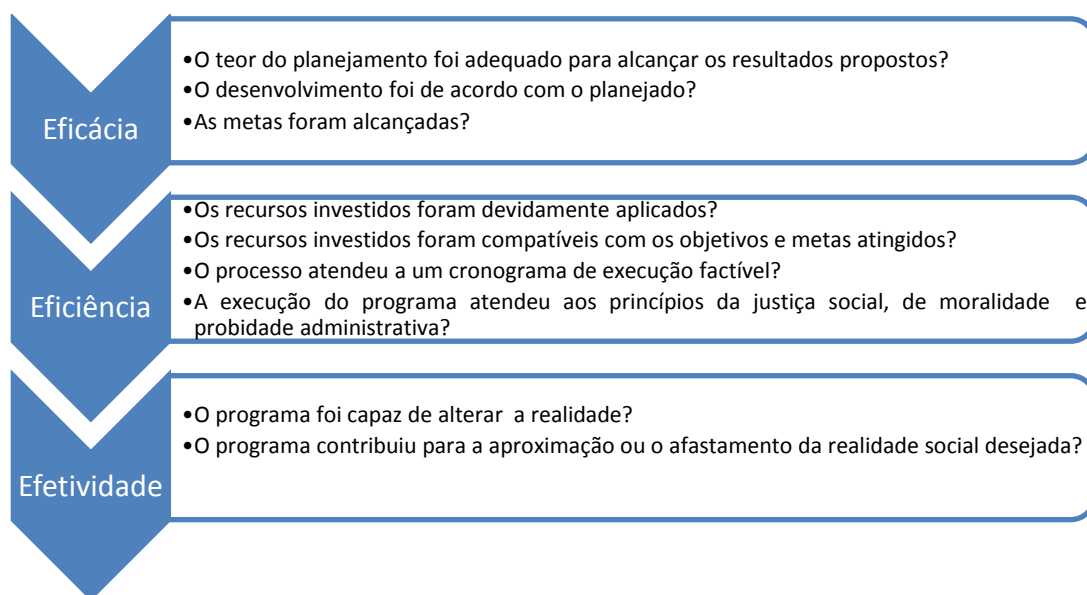 Eficácia
•O teor do planejamento foi adequado para alcançar os resultados propostos?
•O desenvolvimento foi de acordo com o planejado?
•As metas foram alcançadas?
Eficiência
•Os recursos investidos foram devidamente aplicados?
•Os recursos investidos foram compatíveis com os objetivos e metas atingidos?
•O processo atendeu a um cronograma de execução factível?
•A execução do programa atendeu aos princípios da justiça social, de moralidade e
probidade administrativa?
Efetividade
•O programa foi capaz de alterar a realidade?
•O programa contribuiu para a aproximação ou o afastamento da realidade social desejada?